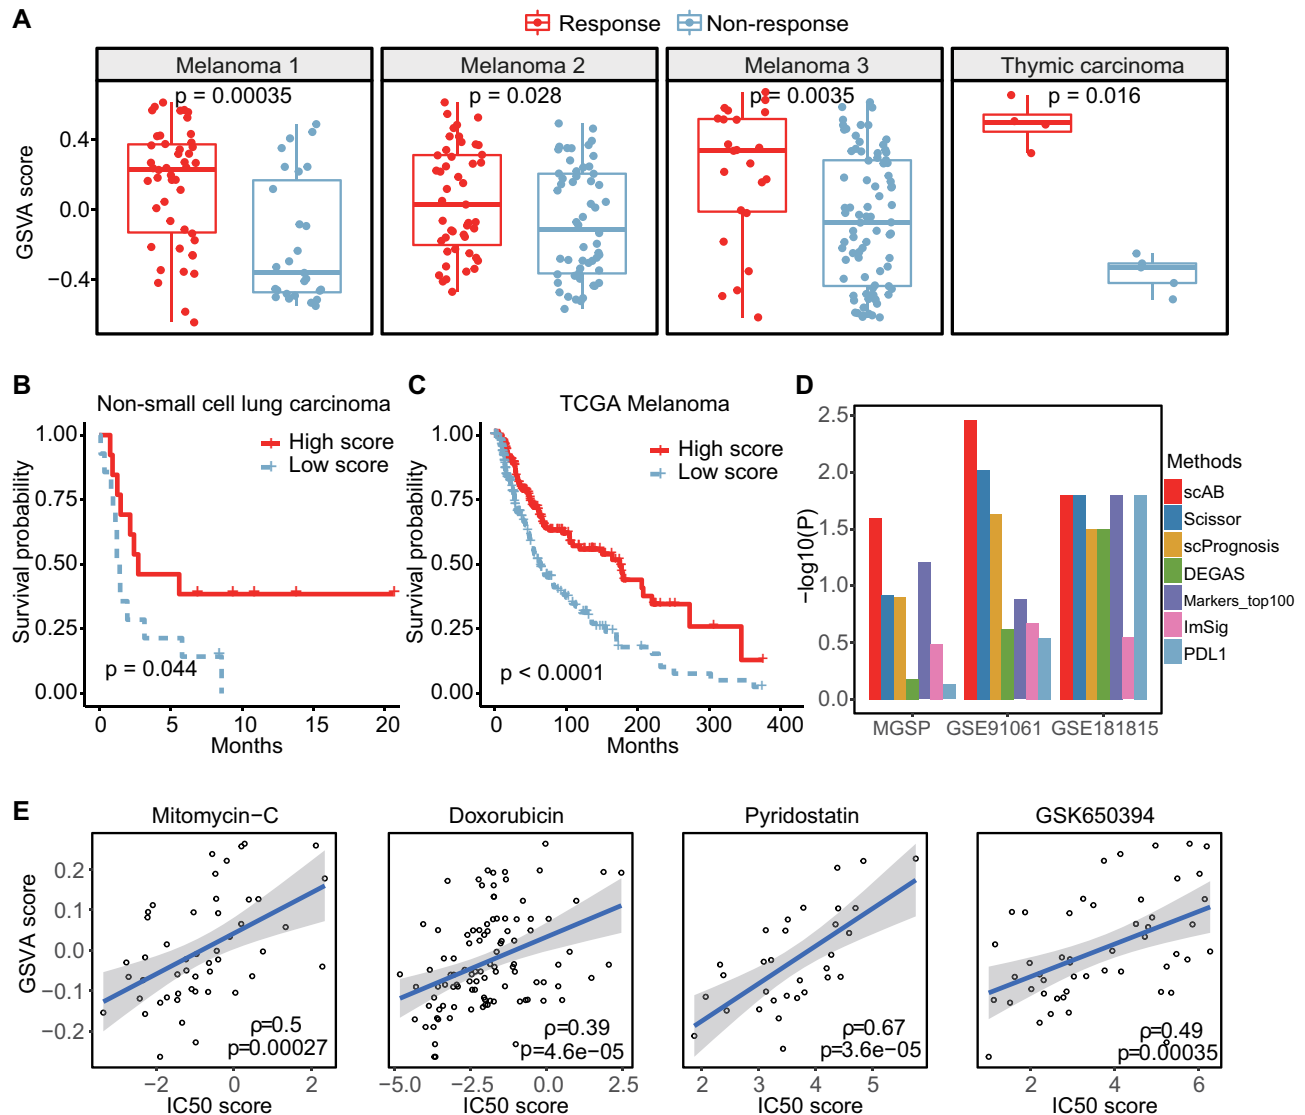 A
Response Non-response
Melanoma 1 Melanoma 2 Melanoma 3 Thymic carcinoma
p = 0.00035 p = 0.028 p = 0.0035 p = 0.016
GSVA score
0.4
0.0
−0.4
B
Non-small cell lung carcinoma
High score
Low score
Survival probability
1.00
0.75
0.50
0.25
0.00
p = 0.044
0 5 10 15 20
Months
C
TCGA Melanoma
High score
Low score
Survival probability
1.00
0.75
0.50
0.25
0.00
p < 0.0001
0 100 200 300 400
Months
D
−log10(P)
2.5
2.0
1.5
1.0
0.5
0.0
MGSP GSE91061 GSE181815
Methods
scAB
Scissor
scPrognosis
DEGAS
Markers_top100
ImSig
PDL1
E
Mitomycin−C Doxorubicin Pyridostatin GSK650394
GSVA score
0.2
0.1
0.0
−0.1
−0.2
ρ=0.5 ρ=0.39 ρ=0.67 ρ=0.49
p=0.00027 p=4.6e−05 p=3.6e−05 p=0.00035
−2 0 2 −5.0 −2.5 0.0 2.5 2 3 4 5 2 4 6
IC50 score IC50 score IC50 score IC50 score